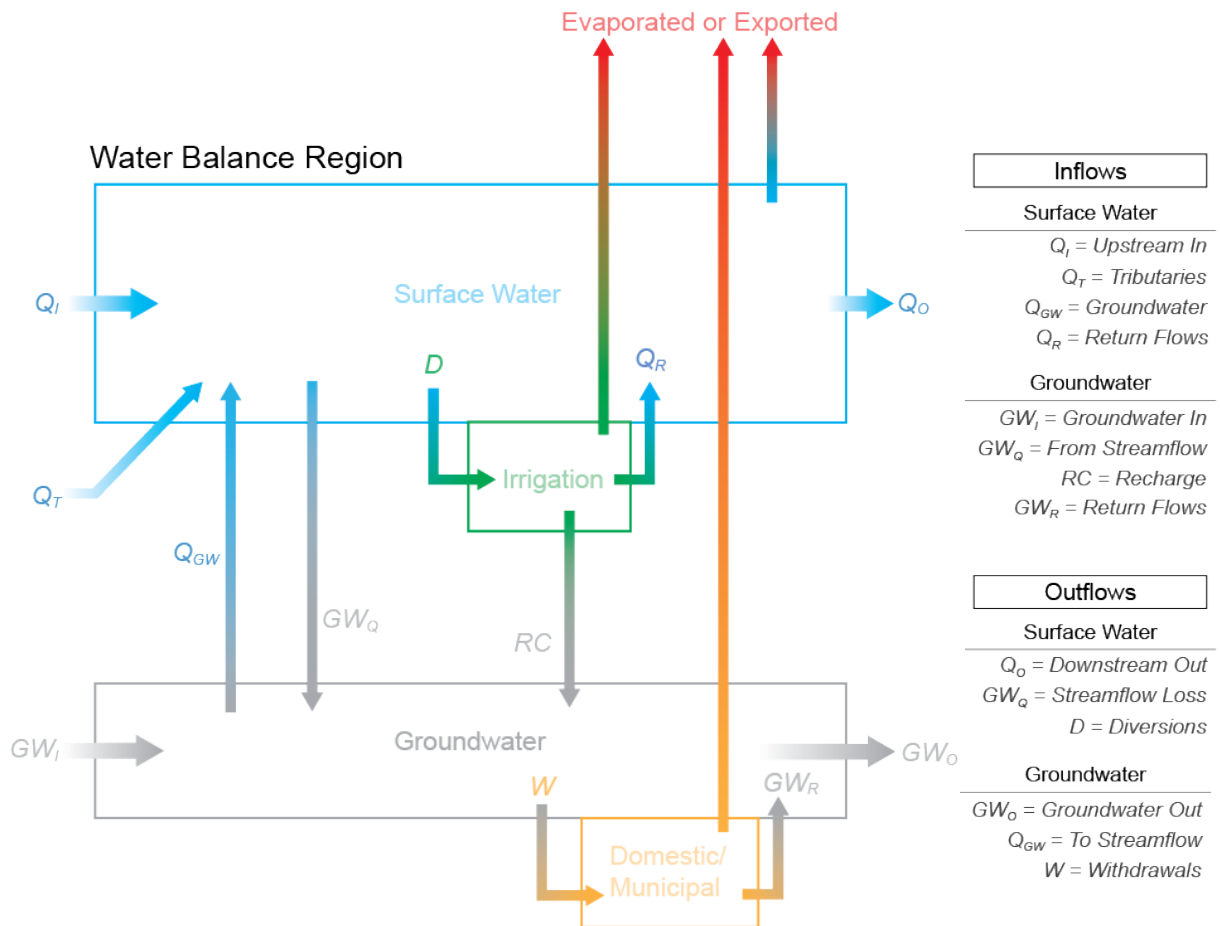 Evaporated or Exported
Water Balance Region
Surface Water
Q_I
Q_O
D
Q_R
Irrigation
Q_T
Q_GW
GW_Q
RC
Groundwater
GW_I
GW_O
W
GW_R
Domestic/
Municipal
Inflows
Surface Water
Q_I = Upstream In
Q_T = Tributaries
Q_GW = Groundwater
Q_R = Return Flows
Groundwater
GW_I = Groundwater In
GW_Q = From Streamflow
RC = Recharge
GW_R = Return Flows
Outflows
Surface Water
Q_O = Downstream Out
GW_Q = Streamflow Loss
D = Diversions
Groundwater
GW_O = Groundwater Out
Q_GW = To Streamflow
W = Withdrawals